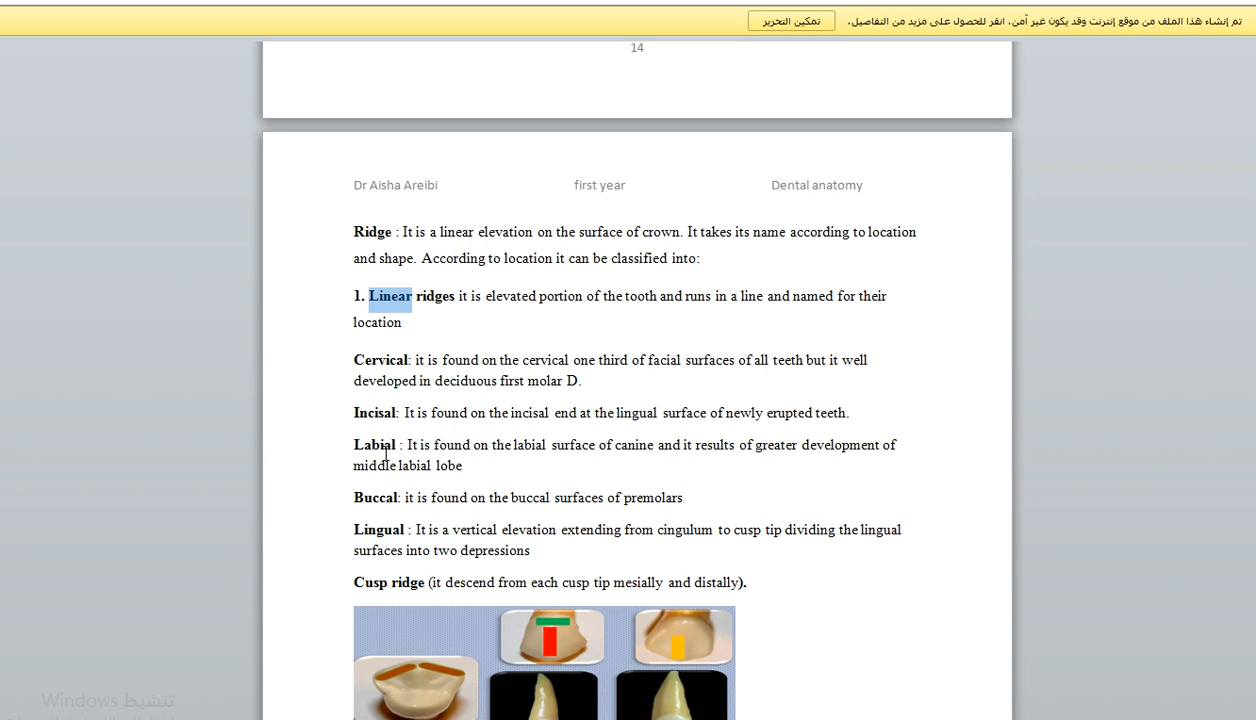 تم إنشاء هذا الملف من موقع إنترنت وقد يكون غير آمن. انقر للحصول على مزيد من التفاصيل.
تمكين التحرير
14
Dr Aisha Areibi first year Dental anatomy
Ridge : It is a linear elevation on the surface of crown. It takes its name according to location
and shape. According to location it can be classified into:
1. Linear ridges it is elevated portion of the tooth and runs in a line and named for their
location
Cervical: it is found on the cervical one third of facial surfaces of all teeth but it well
developed in deciduous first molar D.
Incisal: It is found on the incisal end at the lingual surface of newly erupted teeth.
Labial : It is found on the labial surface of canine and it results of greater development of
middle labial lobe
Buccal: it is found on the buccal surfaces of premolars
Lingual : It is a vertical elevation extending from cingulum to cusp tip dividing the lingual
surfaces into two depressions
Cusp ridge (it descend from each cusp tip mesially and distally).
تنشيط Windows